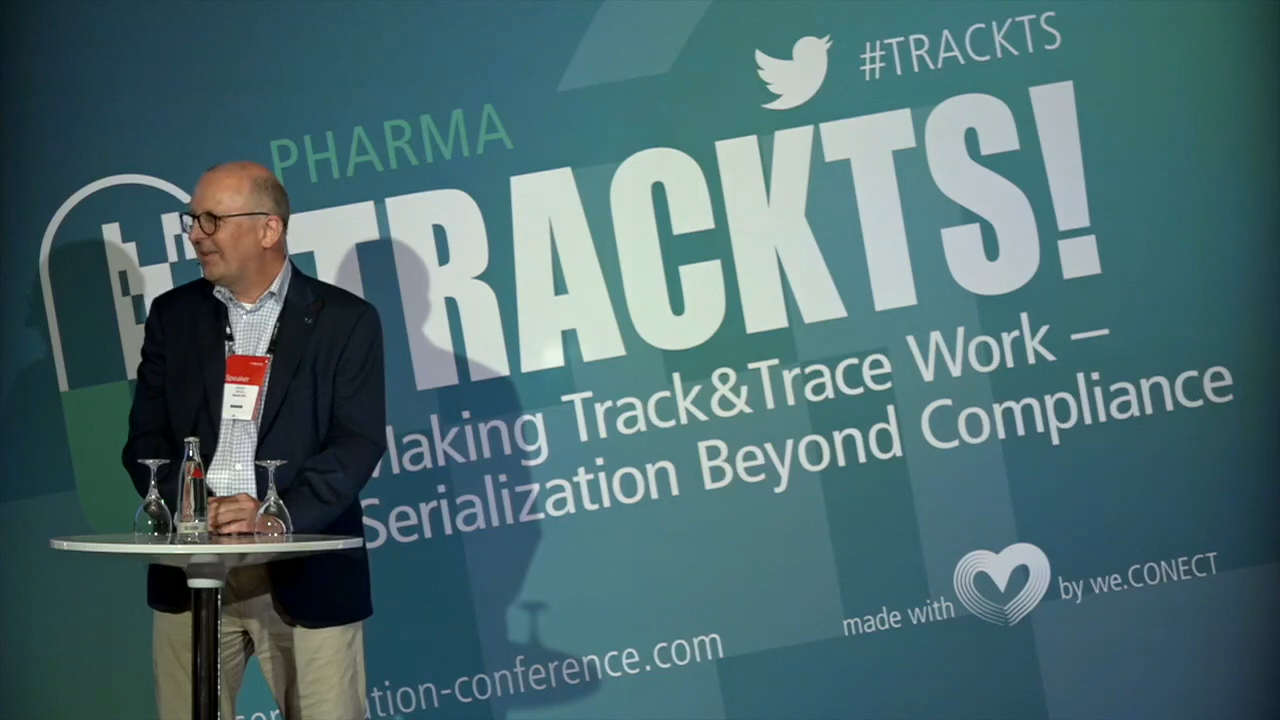 #TRACKTS
PHARMA
TRACKTS!
Making Track&Trace Work –
Serialization Beyond Compliance
made with by we.CONECT
ation-conference.com
Speaker